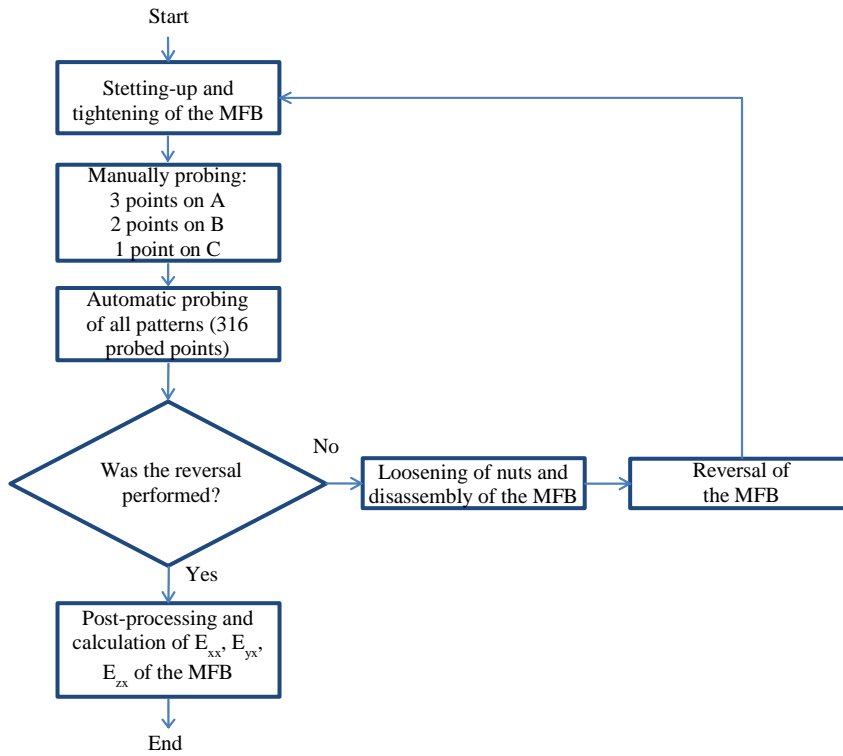 Start
Stetting-up and
tightening of the MFB
Manually probing:
3 points on A
2 points on B
1 point on C
Automatic probing
of all patterns (316
probed points)
Was the reversal
performed?
No
Loosening of nuts and
disassembly of the MFB
Reversal of
the MFB
Yes
Post-processing and
calculation of Exx, Eyx,
Ezx of the MFB
End